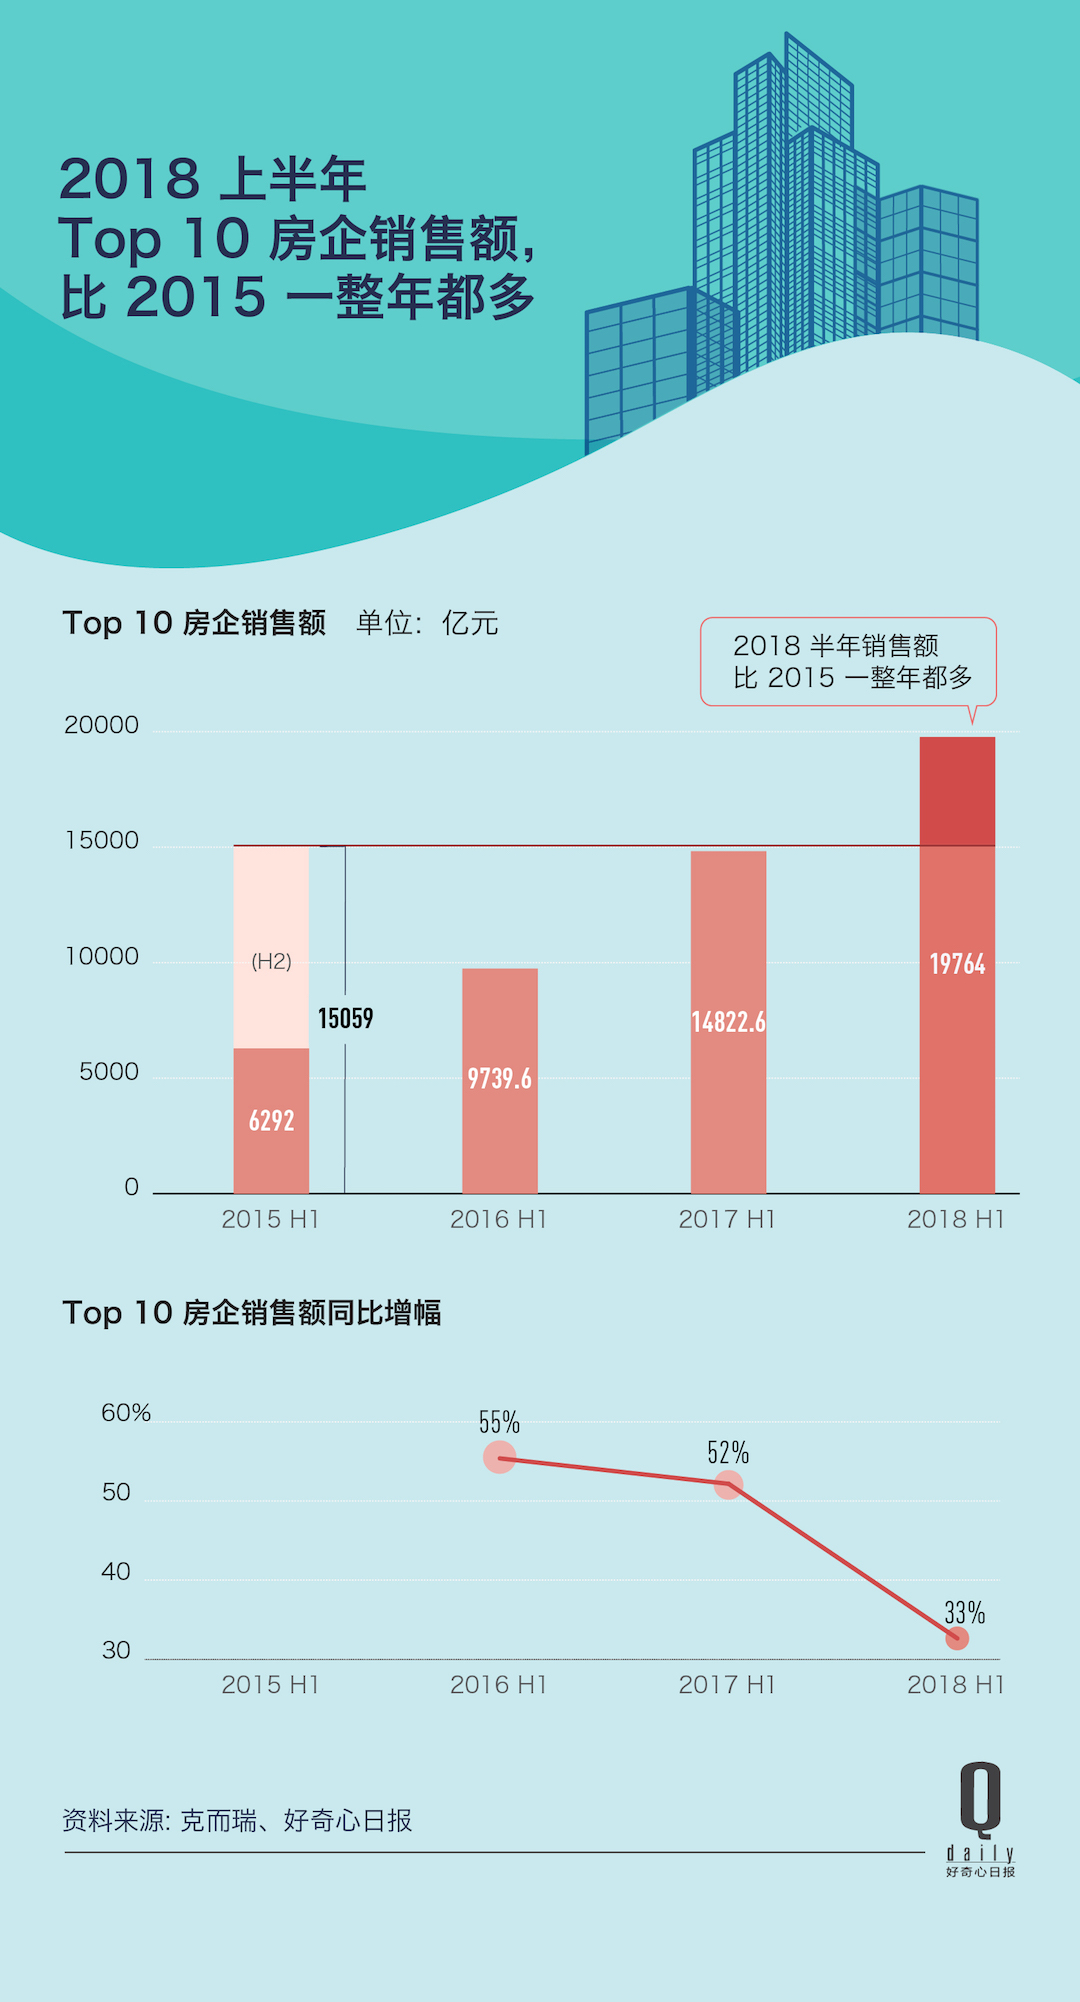 2018 上半年
Top 10 房企销售额，
比 2015 一整年都多
Top 10 房企销售额 单位：亿元
2018 半年销售额
比 2015 一整年都多
20000
15000
10000
5000
0
(H2)
15059
6292
9739.6
14822.6
19764
2015 H1
2016 H1
2017 H1
2018 H1
Top 10 房企销售额同比增幅
60%
50
40
30
55%
52%
33%
2015 H1
2016 H1
2017 H1
2018 H1
资料来源: 克而瑞、好奇心日报
Q
daily
好奇心日报